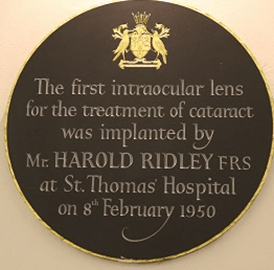 The first intraocular lens
for the treatment of cataract
was implanted by
Mr. HAROLD RIDLEY FRS
at St. Thomas' Hospital
on 8th February 1950